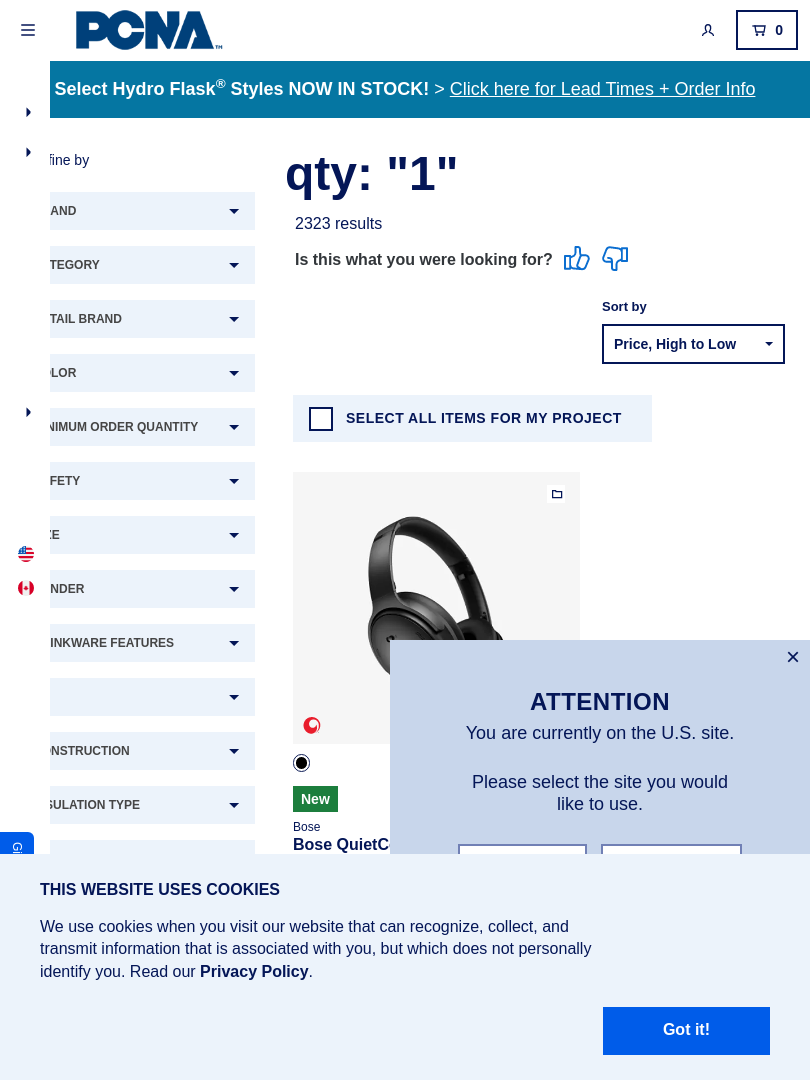 PCNA™
0
Select Hydro Flask® Styles NOW IN STOCK! > Click here for Lead Times + Order Info
fine by
qty: "1"
2323 results
Is this what you were looking for?
Sort by
Price, High to Low
AND
TEGORY
TAIL BRAND
LOR
NIMUM ORDER QUANTITY
FETY
ZE
NDER
INKWARE FEATURES
NSTRUCTION
SULATION TYPE
SELECT ALL ITEMS FOR MY PROJECT
New
Bose
Bose QuietC
×
ATTENTION
You are currently on the U.S. site.
Please select the site you would
like to use.
THIS WEBSITE USES COOKIES
We use cookies when you visit our website that can recognize, collect, and
transmit information that is associated with you, but which does not personally
identify you. Read our Privacy Policy.
Got it!